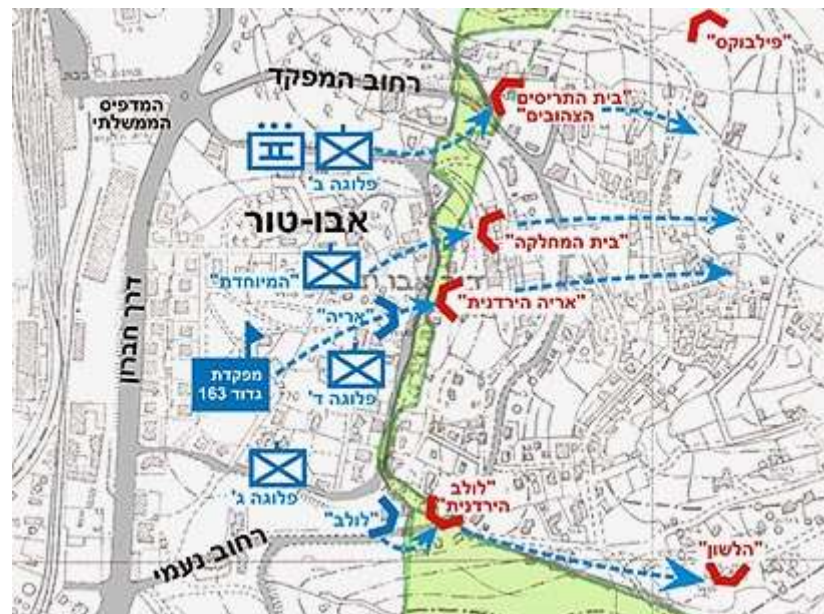 "פילבוקס"
רחוב המפקד
"בית התריסים
הצהובים"
המדפיס
הממשלתי
פלוגה ב'
אבו-טור
"בית המחלקה"
"המיוחדת"
"אריה הירדנית"
"אריה"
דרך חברון
מפקדת
גדוד 163
פלוגה ד'
פלוגה ג'
"לולב
הירדנית"
"לולב"
רחוב נעמי
"הלשון"